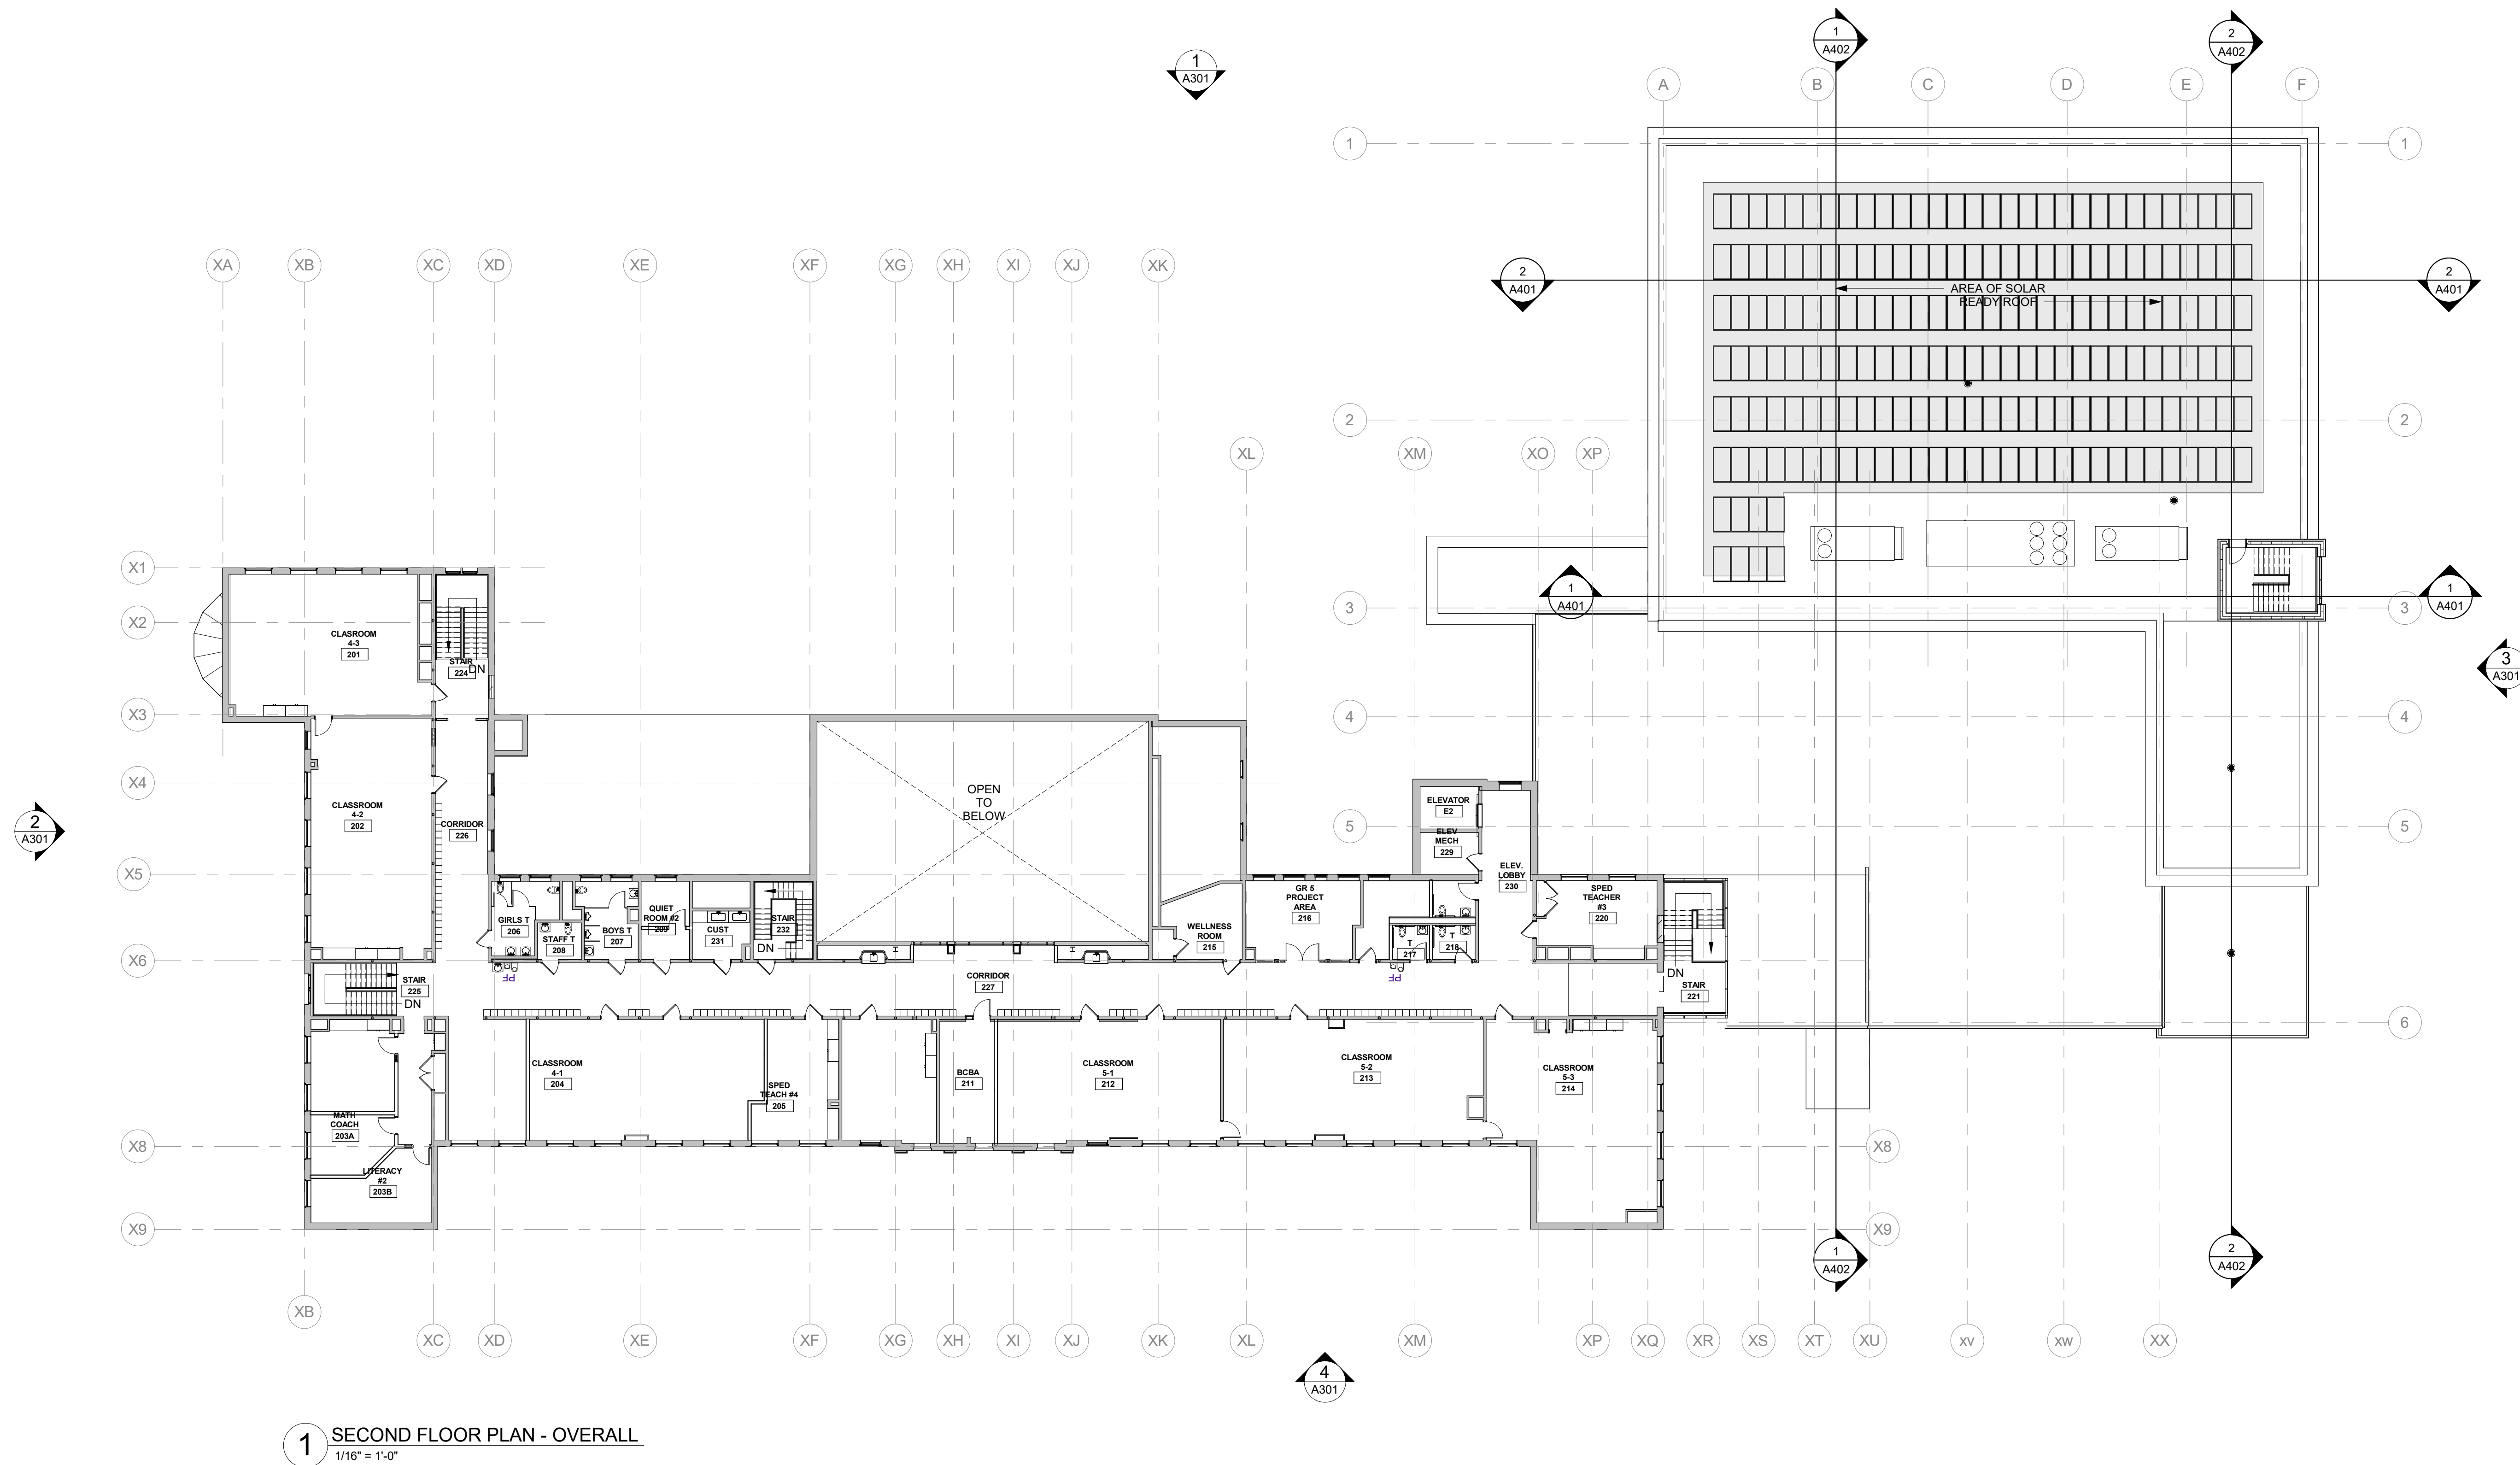 1
A301
1
A402
2
A402
A
B
C
D
E
F
1
1
XA
XB
XC
XD
XE
XF
XG
XH
XI
XJ
XK
2
A401
2
A401
AREA OF SOLAR
READY ROOF
2
2
XL
XM
XO
XP
X1
X2
X3
X4
X5
X6
X8
X9
1
A401
1
A401
3
3
3
A301
4
4
5
5
6
2
A301
CLASROOM
4-3
201
STAIR
224
DN
CLASSROOM
4-2
202
CORRIDOR
226
OPEN
TO
BELOW
ELEVATOR
E2
ELEV
MECH
229
ELEV.
LOBBY
230
GIRLS T
206
STAFF T
208
BOYS T
207
QUIET
ROOM #2
209
CUST
231
STAIR
232
DN
WELLNESS
ROOM
215
GR 5
PROJECT
AREA
216
T
217
T
218
SPED
TEACHER
#3
220
DN
STAIR
221
STAIR
225
DN
PF
CORRIDOR
227
PF
CLASSROOM
4-1
204
SPED
TEACH #4
205
BCBA
211
CLASSROOM
5-1
212
CLASSROOM
5-2
213
CLASSROOM
5-3
214
MATH
COACH
203A
LITERACY
#2
203B
X8
X9
1
A402
2
A402
XB
XC
XD
XE
XF
XG
XH
XI
XJ
XK
XL
XM
XP
XQ
XR
XS
XT
XU
xv
xw
XX
4
A301
1
SECOND FLOOR PLAN - OVERALL
1/16" = 1'-0"